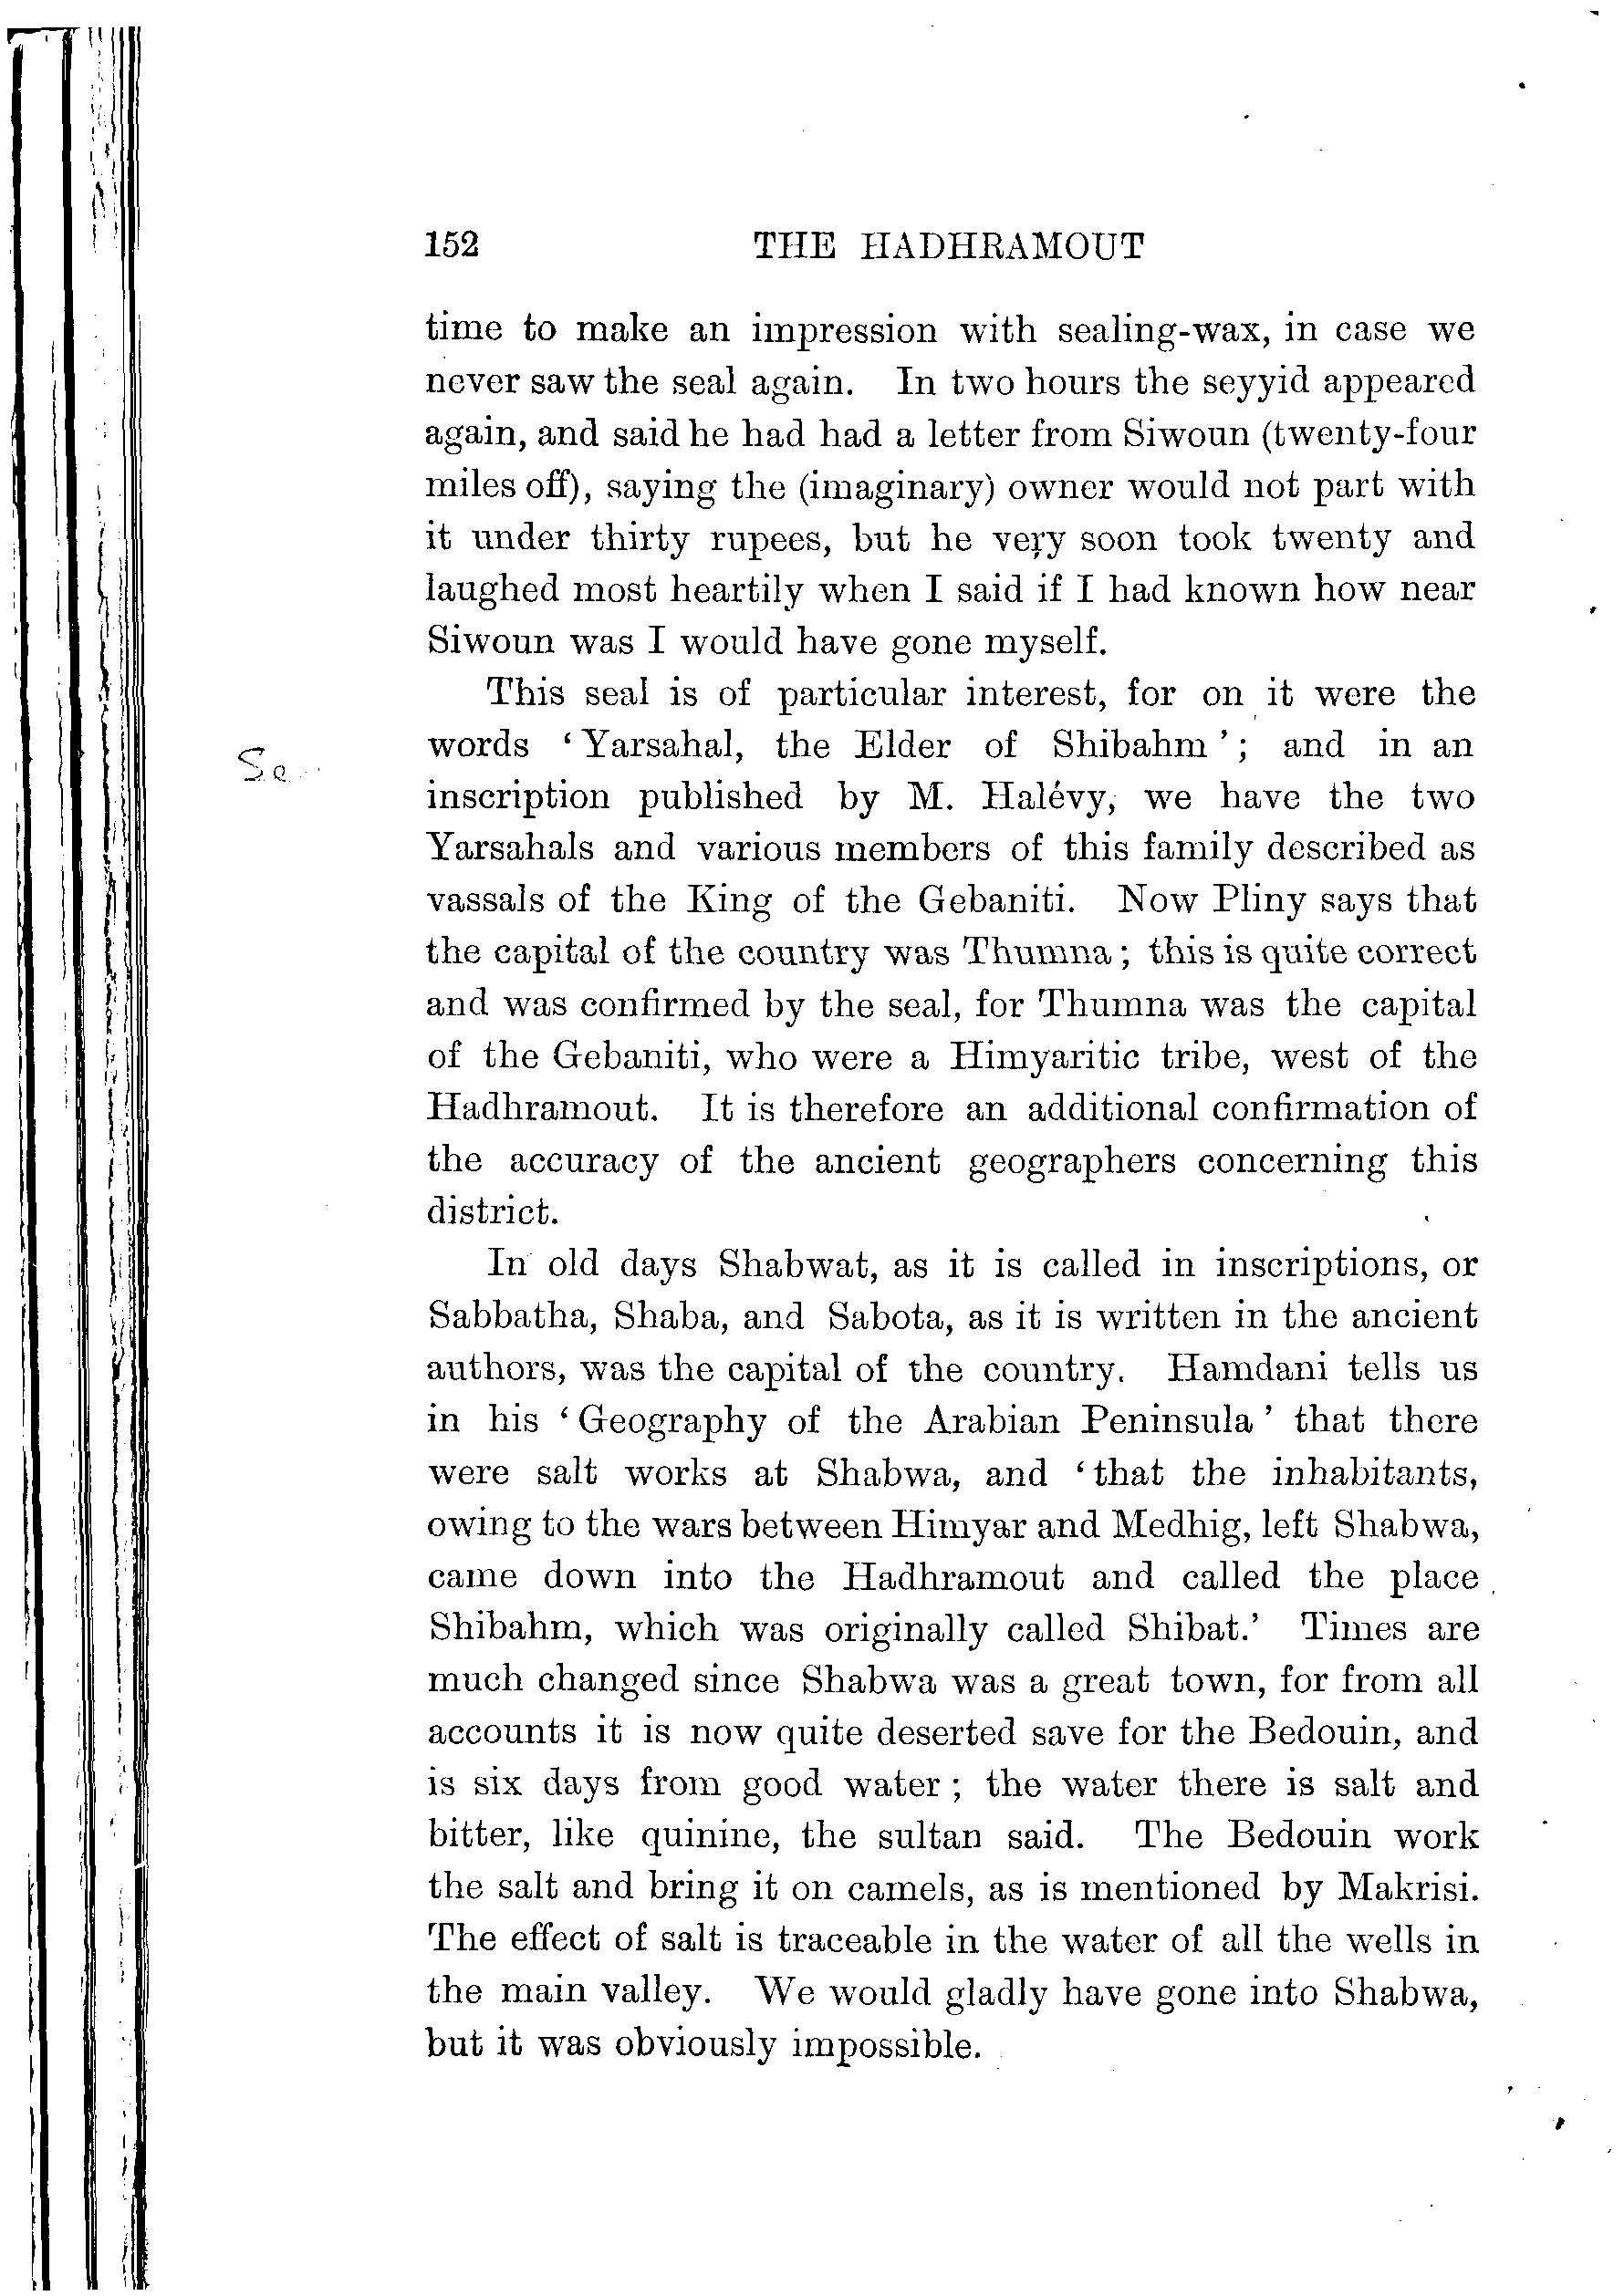 152 THE HADHRAMOUT
time to make an impression with sealing-wax, in case we
never saw the seal again. In two hours the seyyid appeared
again, and said he had had a letter from Siwoun (twenty-four
miles off), saying the (imaginary) owner would not part with
it under thirty rupees, but he very soon took twenty and
laughed most heartily when I said if I had known how near
Siwoun was I would have gone myself.
This seal is of particular interest, for on it were the
words ‘Yarsahal, the Elder of Shibahm’; and in an
inscription published by M. Halévy, we have the two
Yarsahals and various members of this family described as
vassals of the King of the Gebaniti. Now Pliny says that
the capital of the country was Thumna; this is quite correct
and was confirmed by the seal, for Thumna was the capital
of the Gebaniti, who were a Himyaritic tribe, west of the
Hadhramout. It is therefore an additional confirmation of
the accuracy of the ancient geographers concerning this
district.
In old days Shabwat, as it is called in inscriptions, or
Sabbatha, Shaba, and Sabota, as it is written in the ancient
authors, was the capital of the country. Hamdani tells us
in his ‘Geography of the Arabian Peninsula’ that there
were salt works at Shabwa, and ‘that the inhabitants,
owing to the wars between Himyar and Medhig, left Shabwa,
came down into the Hadhramout and called the place
Shibahm, which was originally called Shibat.’ Times are
much changed since Shabwa was a great town, for from all
accounts it is now quite deserted save for the Bedouin, and
is six days from good water; the water there is salt and
bitter, like quinine, the sultan said. The Bedouin work
the salt and bring it on camels, as is mentioned by Makrisi.
The effect of salt is traceable in the water of all the wells in
the main valley. We would gladly have gone into Shabwa,
but it was obviously impossible.